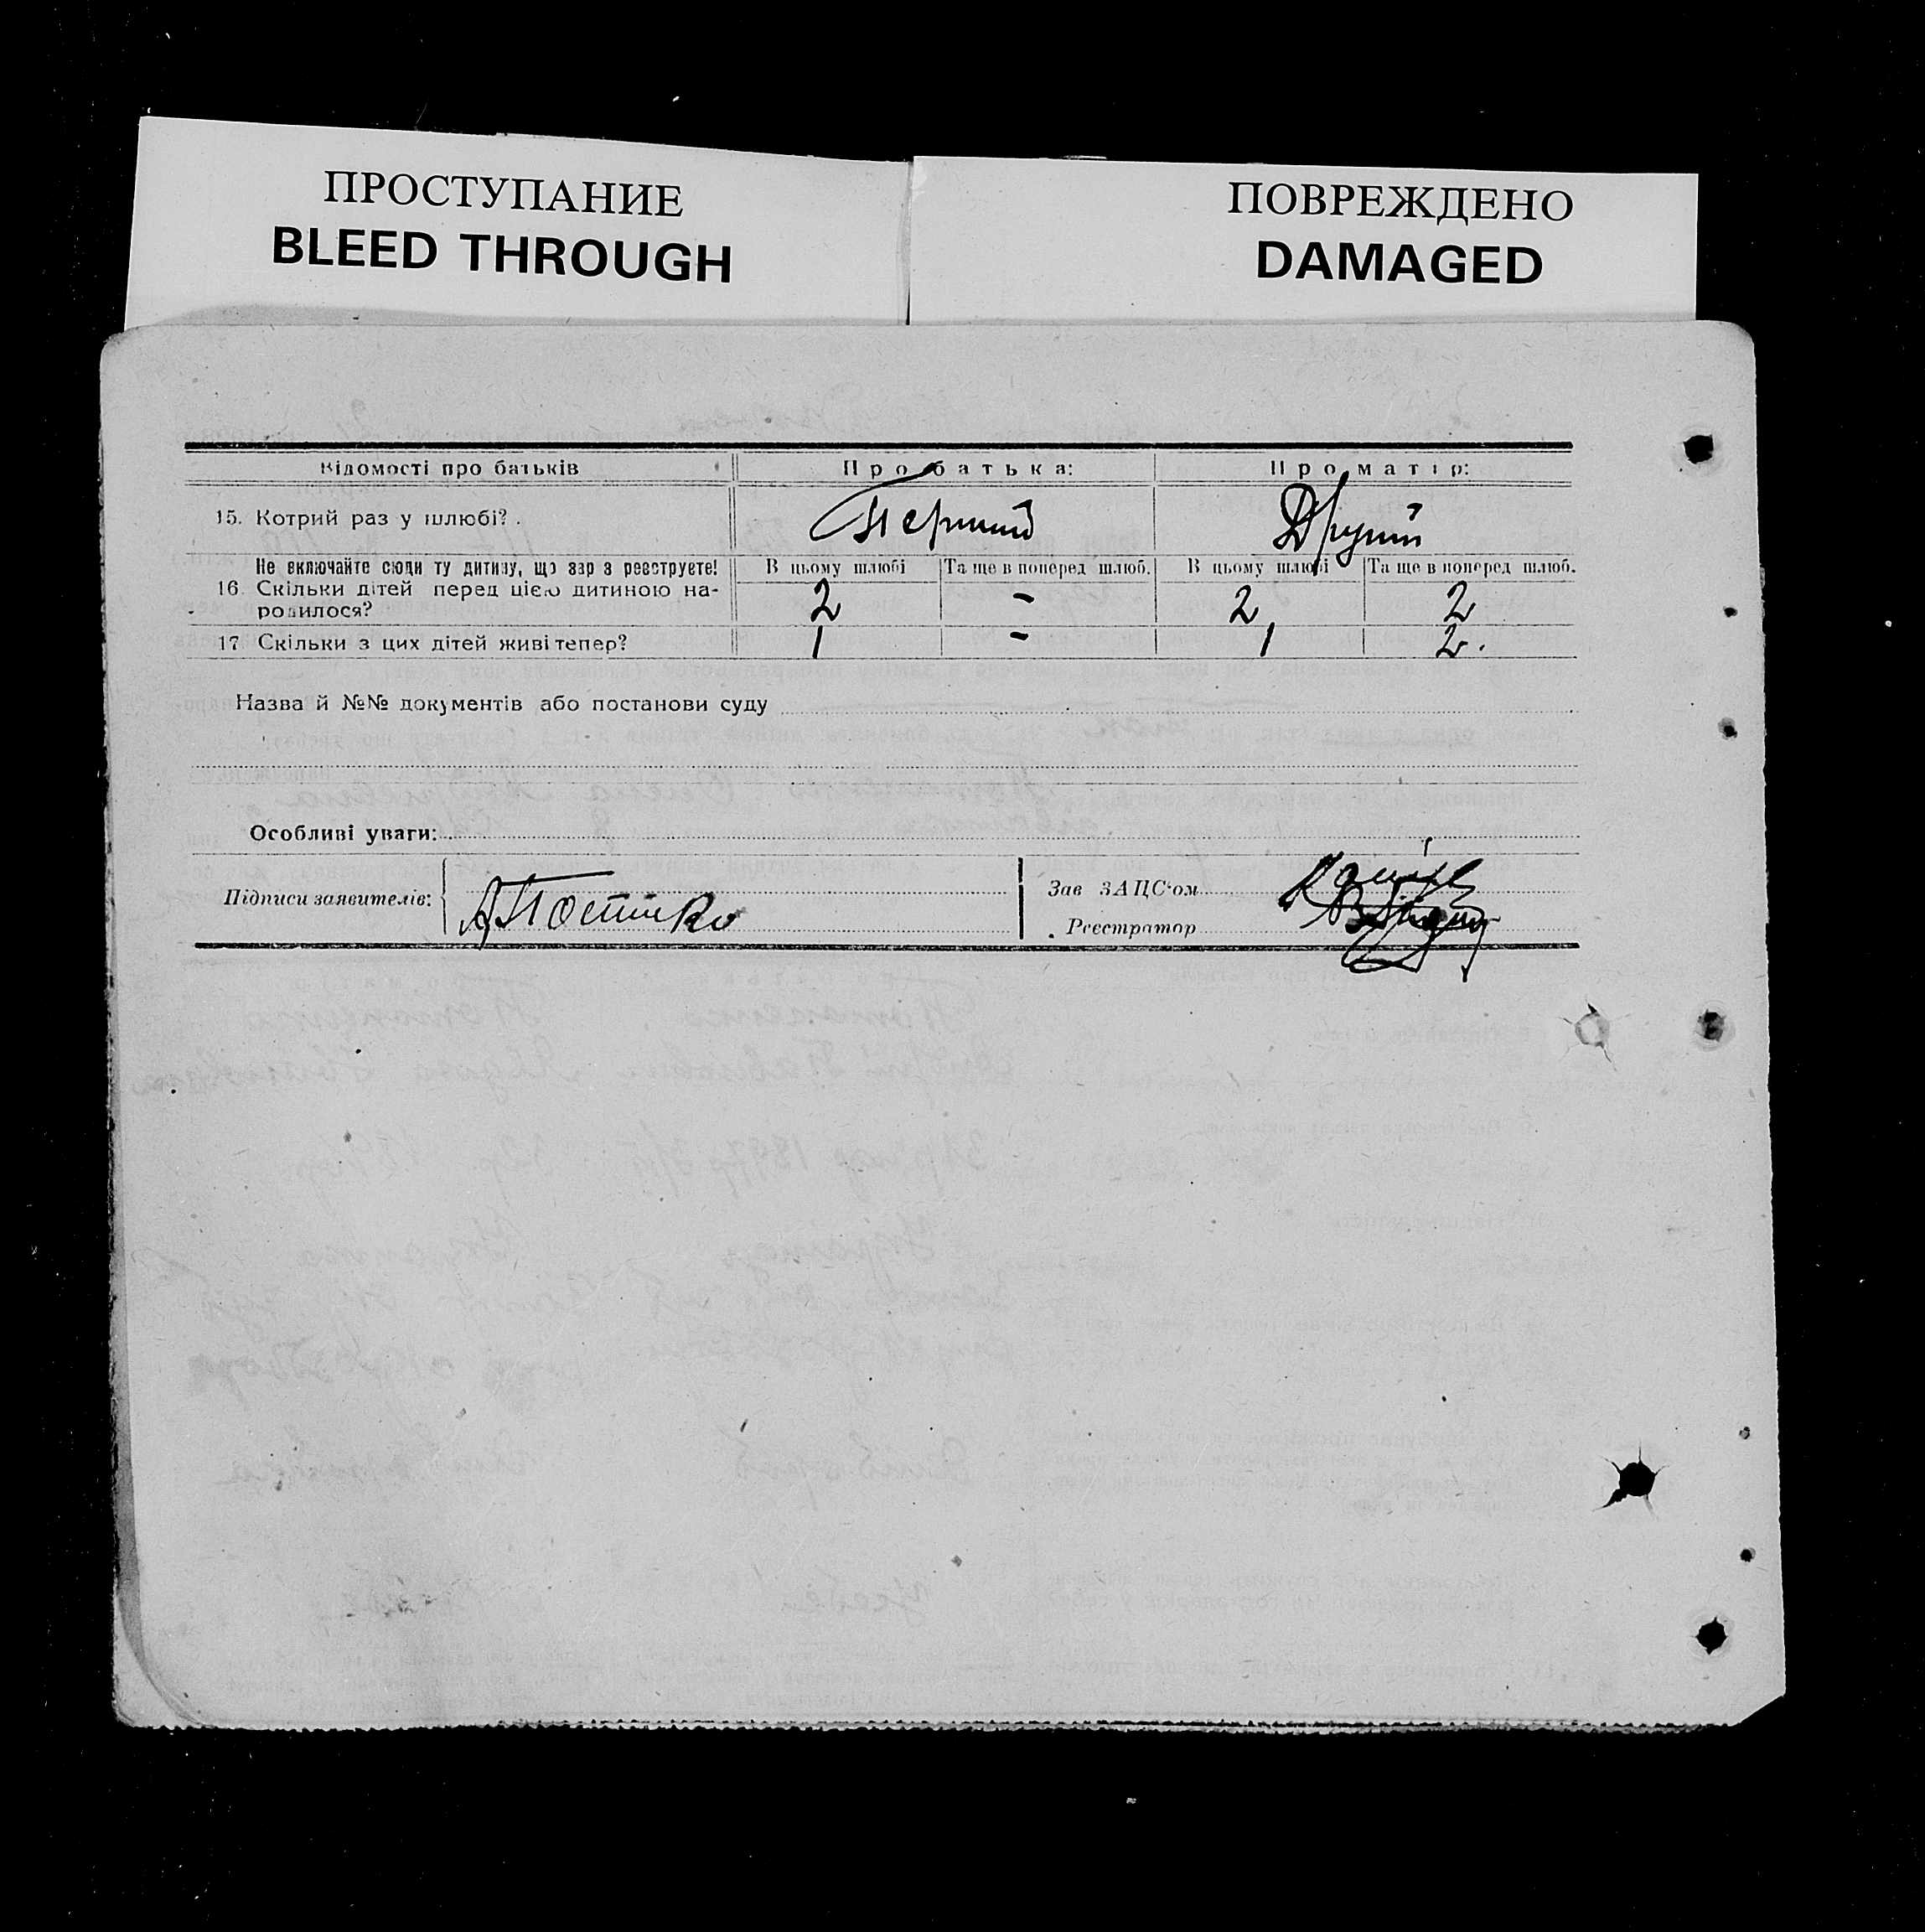 ПРОСТУПАНИЕ
BLEED THROUGH
ПОВРЕЖДЕНО
DAMAGED
Відомості про батьків
Про батька:
Про матір:
15. Котрий раз у шлюбі?
Перший
Другий
Не включайте сюди ту дитину, що зар з реєструєте!
16. Скільки дітей перед цією дитиною на-
родилося?
В цьому шлюбі
Та ще в поперед шлюб.
В цьому шлюбі
Та ще в поперед шлюб.
2
-
2
2
17 Скільки з цих дітей живі тепер?
1
-
1
2.
Назва й №№ документів або постанови суду
Особливі уваги:
Підписи заявителів:
Зав ЗАЦС'ом
Реєстратор